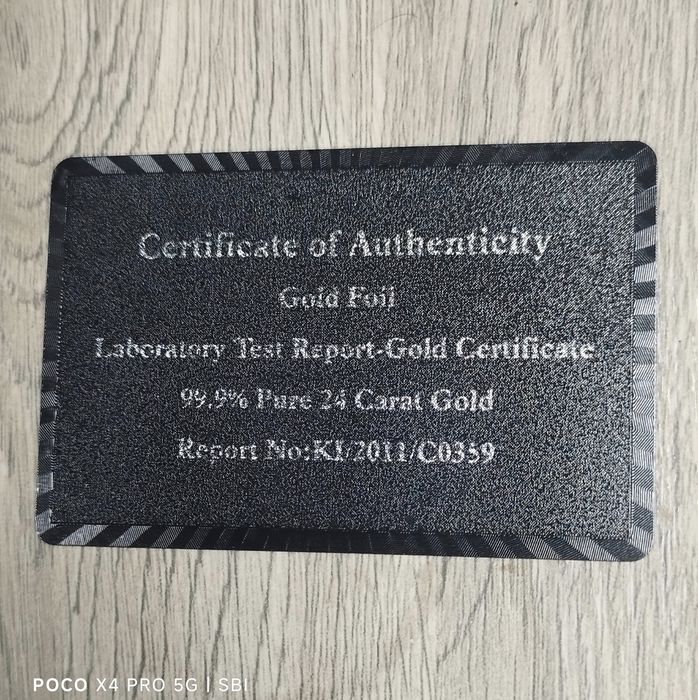 Certificate of Authenticity
Gold Foil
Laboratory Test Report-Gold Certificate
99.9% Pure 24 Carat Gold
Report No:KI/2011/C0359
POCO X4 PRO 5G | SBI